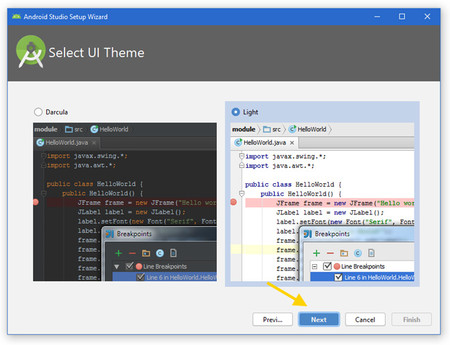 Android Studio Setup Wizard
Select UI Theme
Darcula
module src HelloWorld
HelloWorld.java
import javax.swing.*;
import java.awt.*;
public class HelloWorld {
public HelloWorld() {
JFrame frame = new JFrame("Hello wor
JLabel label = new JLabel();
label.setFont(new Font("Serif", Font
frame.
frame.
frame.
frame.
frame.
Breakpoints
Line Breakpoints
Line 6 in HelloWorld.Hello
Light
module src HelloWorld
HelloWorld.java
import javax.swing.*;
import java.awt.*;
public class HelloWorld {
public HelloWorld() {
JFrame frame = new JFrame("Hello wor
JLabel label = new JLabel();
label.setFont(new Font("Serif", Font
frame.
frame.
frame.
frame.
frame.
Breakpoints
Line Breakpoints
Line 6 in HelloWorld.Hello
Previ... Next Cancel Finish